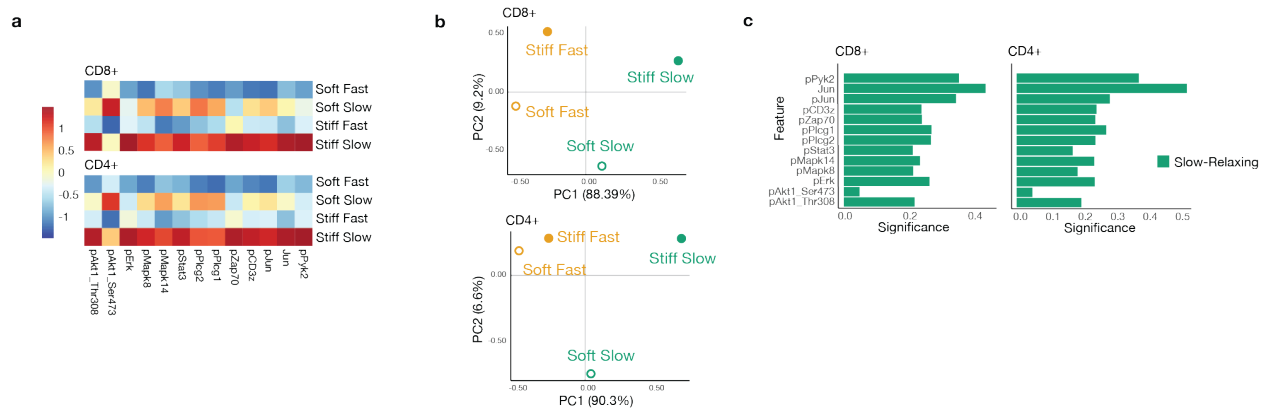 a
CD8+
Soft Fast
Soft Slow
Stiff Fast
Stiff Slow
1
0.5
0
-0.5
-1
CD4+
Soft Fast
Soft Slow
Stiff Fast
Stiff Slow
pAkt1_Thr308
pAkt1_Ser473
pErk
pMapk8
pMapk14
pStat3
pPlcg2
pPlcg1
pZap70
pCD3z
pJun
Jun
pPyk2
b
CD8+
0.50
0.00
-0.50
Stiff Fast
Stiff Slow
Soft Fast
Soft Slow
PC2 (9.2%)
-0.50
0.00
0.50
PC1 (88.39%)
CD4+
0.00
-0.50
Stiff Fast
Stiff Slow
Soft Fast
Soft Slow
PC2 (6.6%)
-0.50
0.00
0.50
PC1 (90.3%)
c
CD8+
CD4+
Feature
pPyk2
Jun
pJun
pCD3z
pZap70
pPlcg1
pPlcg2
pStat3
pMapk14
pMapk8
pErk
pAkt1_Ser473
pAkt1_Thr308
0.0
0.2
0.4
Significance
0.0
0.1
0.2
0.3
0.4
0.5
Significance
Slow-Relaxing